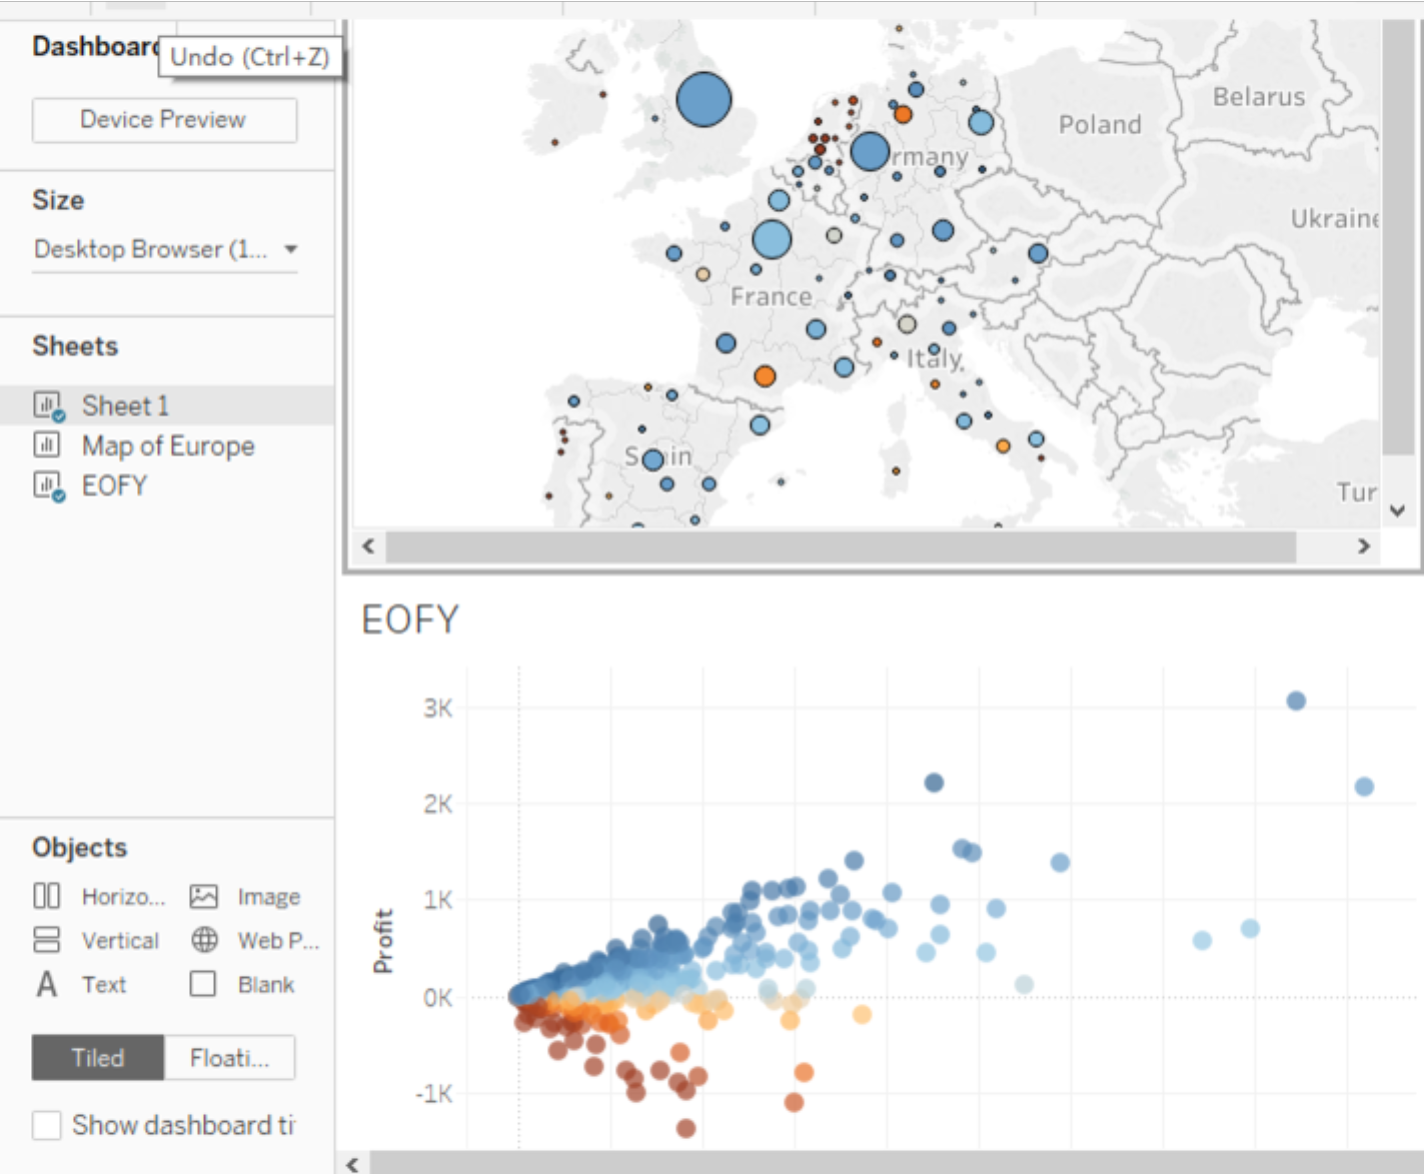 Dashboard
Undo (Ctrl+Z)
Device Preview
Size
Desktop Browser (1...
Sheets
Sheet 1
Map of Europe
EOFY
Objects
Horizo... Image
Vertical Web P...
A Text Blank
Tiled Floati...
Show dashboard ti
Belarus
Poland
rmany
Ukraine
France
Italy
Spain
Tur
EOFY
3K
2K
1K
0K
-1K
Profit